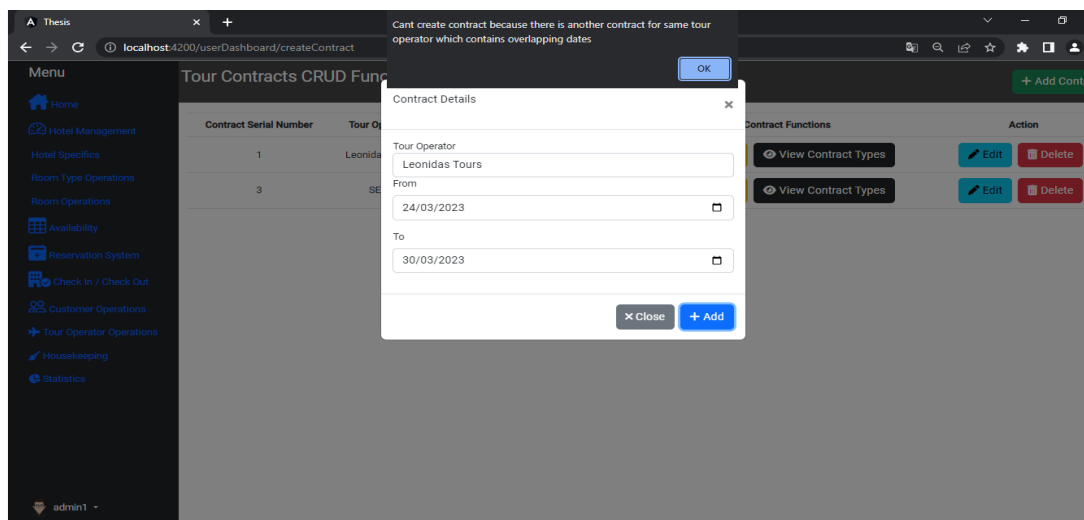 Thesis
localhost:4200/userDashboard/createContract
Cant create contract because there is another contract for same tour
operator which contains overlapping dates
OK
Menu
Tour Contracts CRUD Func
+ Add Cont
Home
Hotel Management
Hotel Specifics
Room Type Operations
Room Operations
Availability
Reservation System
Check In / Check Out
Customer Operations
Tour Operator Operations
Housekeeping
Statistics
admin1
Contract Serial Number Tour Op Contract Functions Action
1 Leonida View Contract Types Edit Delete
3 SE View Contract Types Edit Delete
Contract Details
Tour Operator
Leonidas Tours
From
24/03/2023
To
30/03/2023
× Close + Add